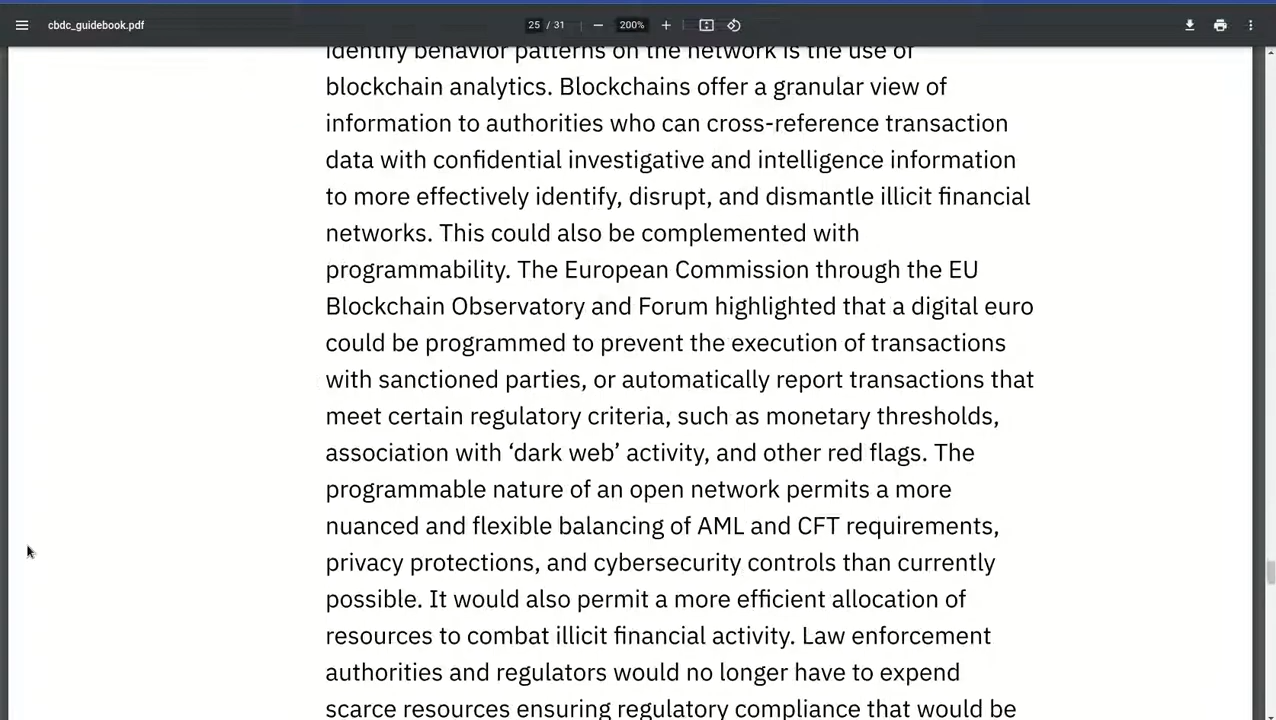 cbdc_guidebook.pdf
25 / 31
200%
identify behavior patterns on the network is the use of
blockchain analytics. Blockchains offer a granular view of
information to authorities who can cross-reference transaction
data with confidential investigative and intelligence information
to more effectively identify, disrupt, and dismantle illicit financial
networks. This could also be complemented with
programmability. The European Commission through the EU
Blockchain Observatory and Forum highlighted that a digital euro
could be programmed to prevent the execution of transactions
with sanctioned parties, or automatically report transactions that
meet certain regulatory criteria, such as monetary thresholds,
association with ‘dark web’ activity, and other red flags. The
programmable nature of an open network permits a more
nuanced and flexible balancing of AML and CFT requirements,
privacy protections, and cybersecurity controls than currently
possible. It would also permit a more efficient allocation of
resources to combat illicit financial activity. Law enforcement
authorities and regulators would no longer have to expend
scarce resources ensuring regulatory compliance that would be